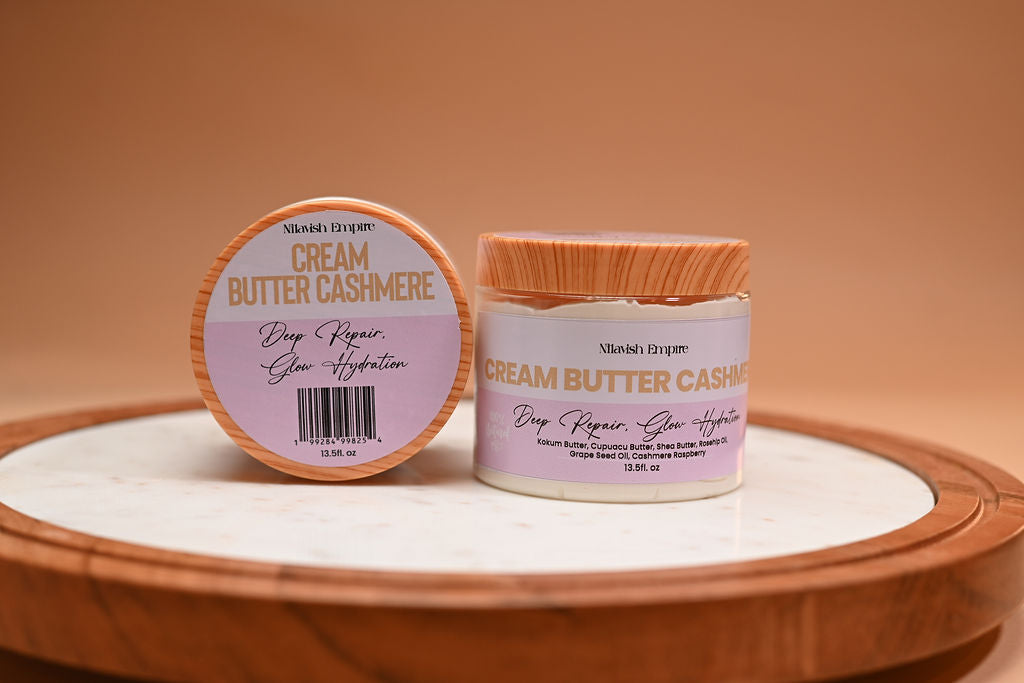 Nilavish Empire
CREAM
BUTTER CASHMERE
Deep Repair,
Glow Hydration
1 99284 99825 4
13.5fl. oz
Nilavish Empire
CREAM BUTTER CASHME
Deep Repair, Glow Hydration
Kokum Butter, Cupuacu Butter, Shea Butter, Rosehip Oil,
Grape Seed Oil, Cashmere Raspberry
13.5fl. oz